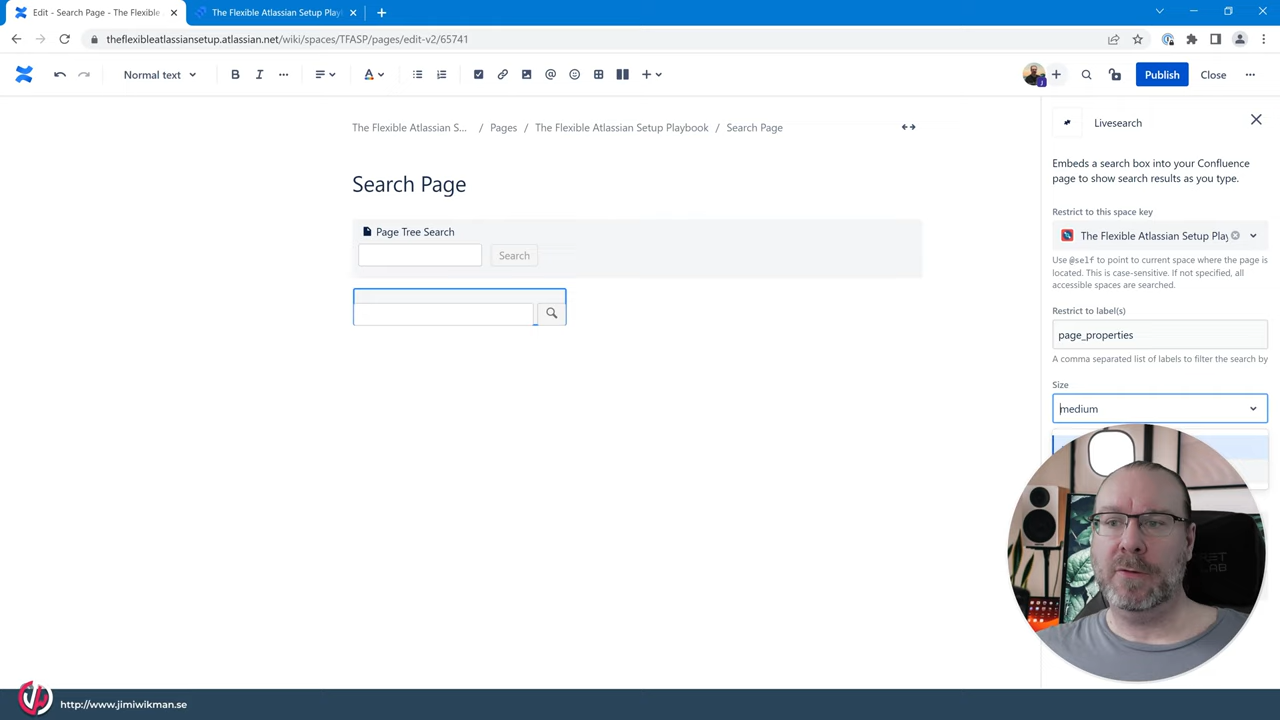 Edit - Search Page - The Flexible
The Flexible Atlassian Setup Play
theflexibleatlassiansetup.atlassian.net/wiki/spaces/TFASP/pages/edit-v2/65741
Normal text
B
I
A
Publish
Close
The Flexible Atlassian S... / Pages / The Flexible Atlassian Setup Playbook / Search Page
Search Page
Page Tree Search
Search
Livesearch
Embeds a search box into your Confluence
page to show search results as you type.
Restrict to this space key
The Flexible Atlassian Setup Play
Use @self to point to current space where the page is
located. This is case-sensitive. If not specified, all
accessible spaces are searched.
Restrict to label(s)
page_properties
A comma separated list of labels to filter the search by
Size
medium
http://www.jimiwikman.se